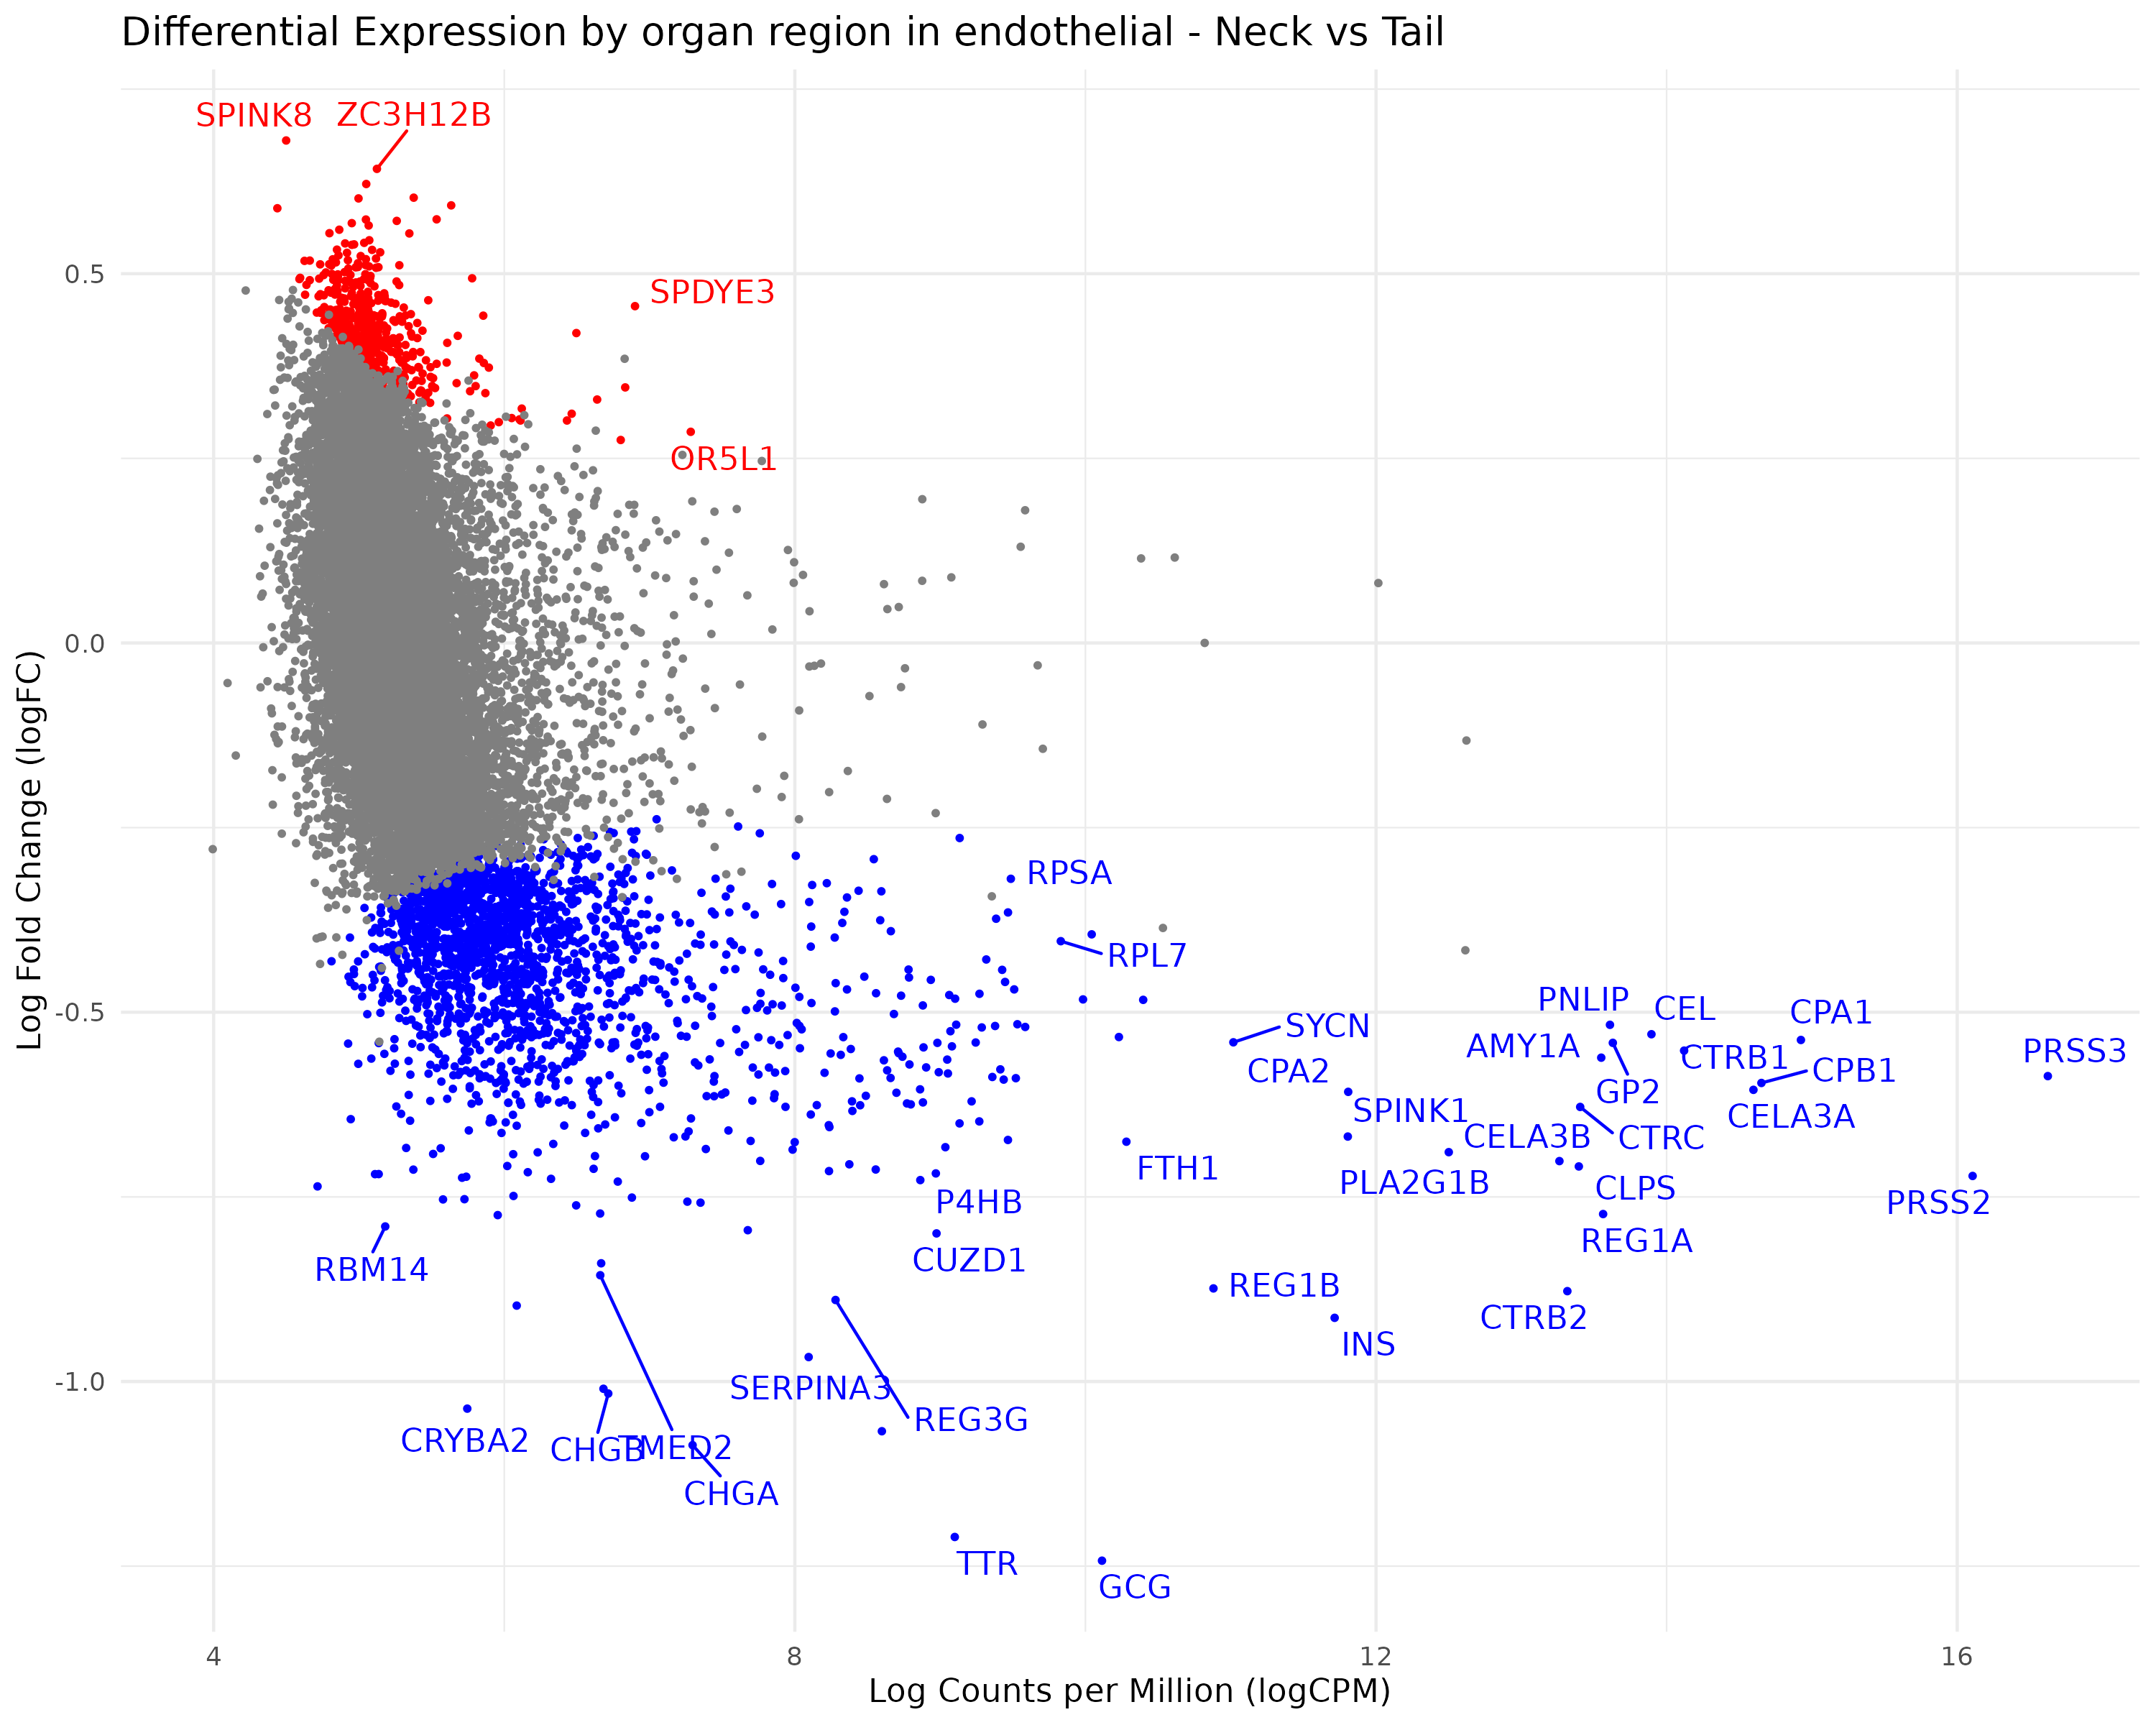 Differential Expression by organ region in endothelial - Neck vs Tail
SPINK8
ZC3H12B
SPDYE3
OR5L1
RPSA
RPL7
SYCN
PNLIP
CEL
CPA1
AMY1A
CTRB1
PRSS3
CPA2
GP2
CPB1
SPINK1
CELA3A
CELA3B
CTRC
FTH1
PLA2G1B
CLPS
P4HB
PRSS2
REG1A
CUZD1
RBM14
REG1B
CTRB2
INS
SERPINA3
REG3G
CRYBA2
CHGB
TMED2
CHGA
TTR
GCG
0.5
0.0
-0.5
-1.0
Log Fold Change (logFC)
4
8
12
16
Log Counts per Million (logCPM)